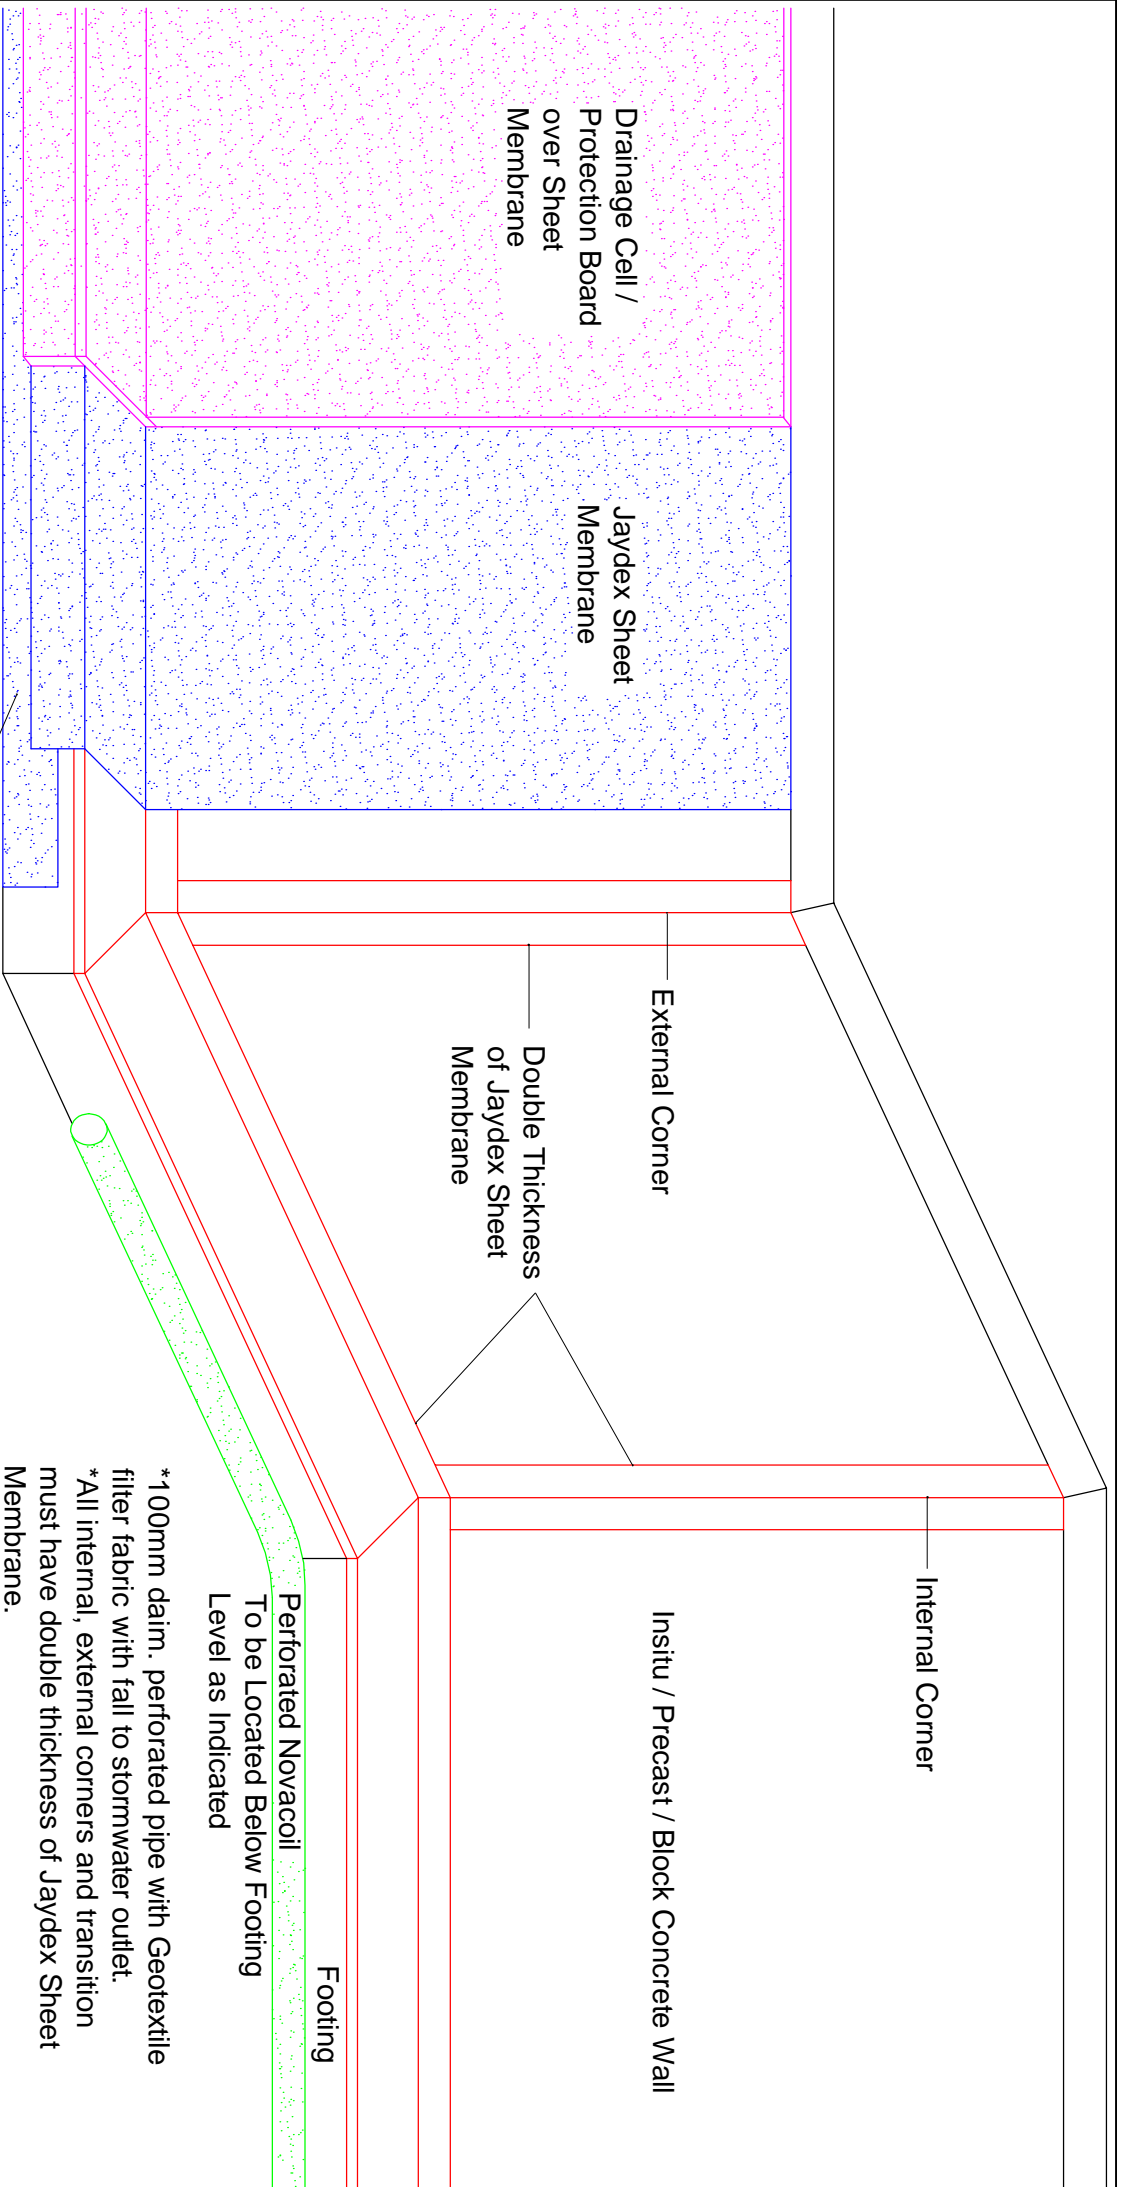 Drainage Cell /
Protection Board
over Sheet
Membrane
Jaydex Sheet
Membrane
External Corner
Double Thickness
of Jaydex Sheet
Membrane
Internal Corner
Insitu / Precast / Block Concrete Wall
Footing
Perforated Novacoil
To be Located Below Footing
Level as Indicated
*100mm daim. perforated pipe with Geotextile
filter fabric with fall to stormwater outlet.
*All internal, external corners and transition
must have double thickness of Jaydex Sheet
Membrane.